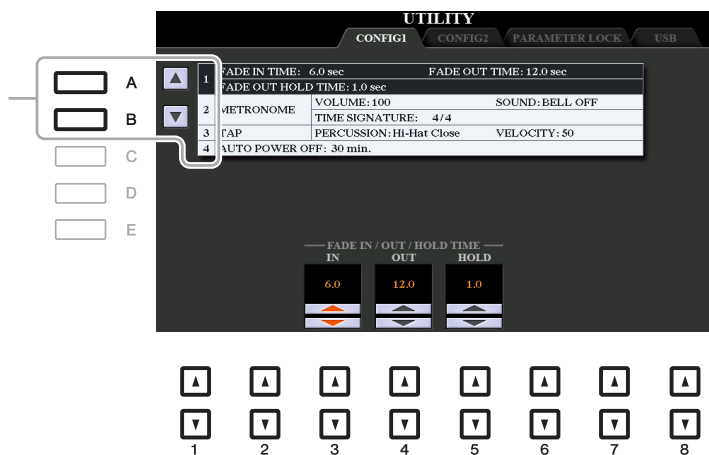 UTILITY
CONFIG1 CONFIG2 PARAMETER LOCK USB
A
B
C
D
E
1 FADE IN TIME: 6.0 sec FADE OUT TIME: 12.0 sec
FADE OUT HOLD TIME: 1.0 sec
2 METRONOME VOLUME: 100 SOUND: BELL OFF
TIME SIGNATURE: 4/4
3 TAP PERCUSSION: Hi-Hat Close VELOCITY: 50
4 AUTO POWER OFF: 30 min.
FADE IN / OUT / HOLD TIME
IN OUT HOLD
6.0 12.0 1.0
1 2 3 4 5 6 7 8